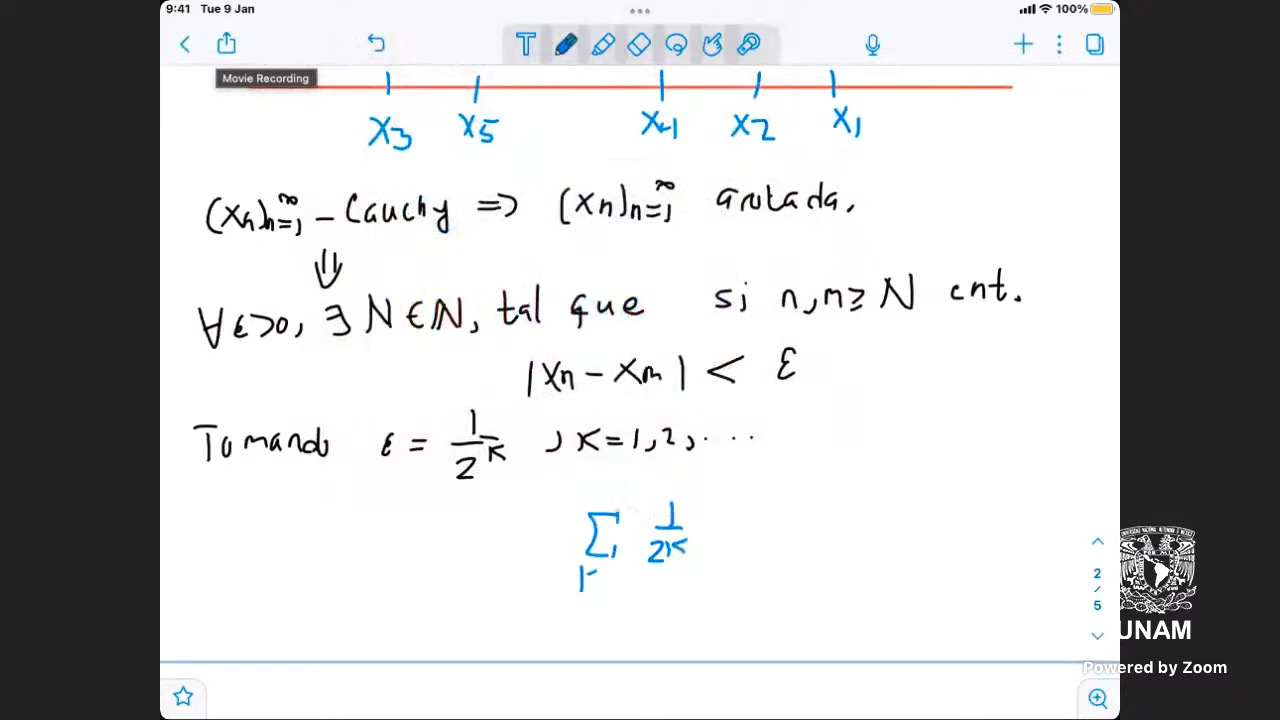 9:41 Tue 9 Jan 100%
Movie Recording
x3 x5 x4 x2 x1
(xn)n=1^∞ - Cauchy ⇒ (xn)n=1^∞ acotada.
⇓
∀ε>0, ∃ N∈ℕ, tal que si n,m≥N ent.
|xn - xm| < ε
Tomando ε = 1/2^k , k=1,2,...
∑ 1/2^k
2/5
UNAM
Powered by Zoom